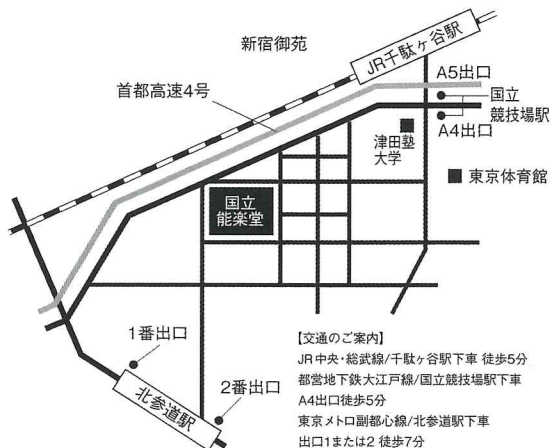 JR千駄ヶ谷駅
新宿御苑
首都高速4号
A5出口
国立
競技場駅
A4出口
津田塾
大学
東京体育館
国立
能楽堂
1番出口
2番出口
北参道駅
【交通のご案内】
JR中央・総武線/千駄ヶ谷駅下車 徒歩5分
都営地下鉄大江戸線/国立競技場駅下車
A4出口徒歩5分
東京メトロ副都心線/北参道駅下車
出口1または2 徒歩7分